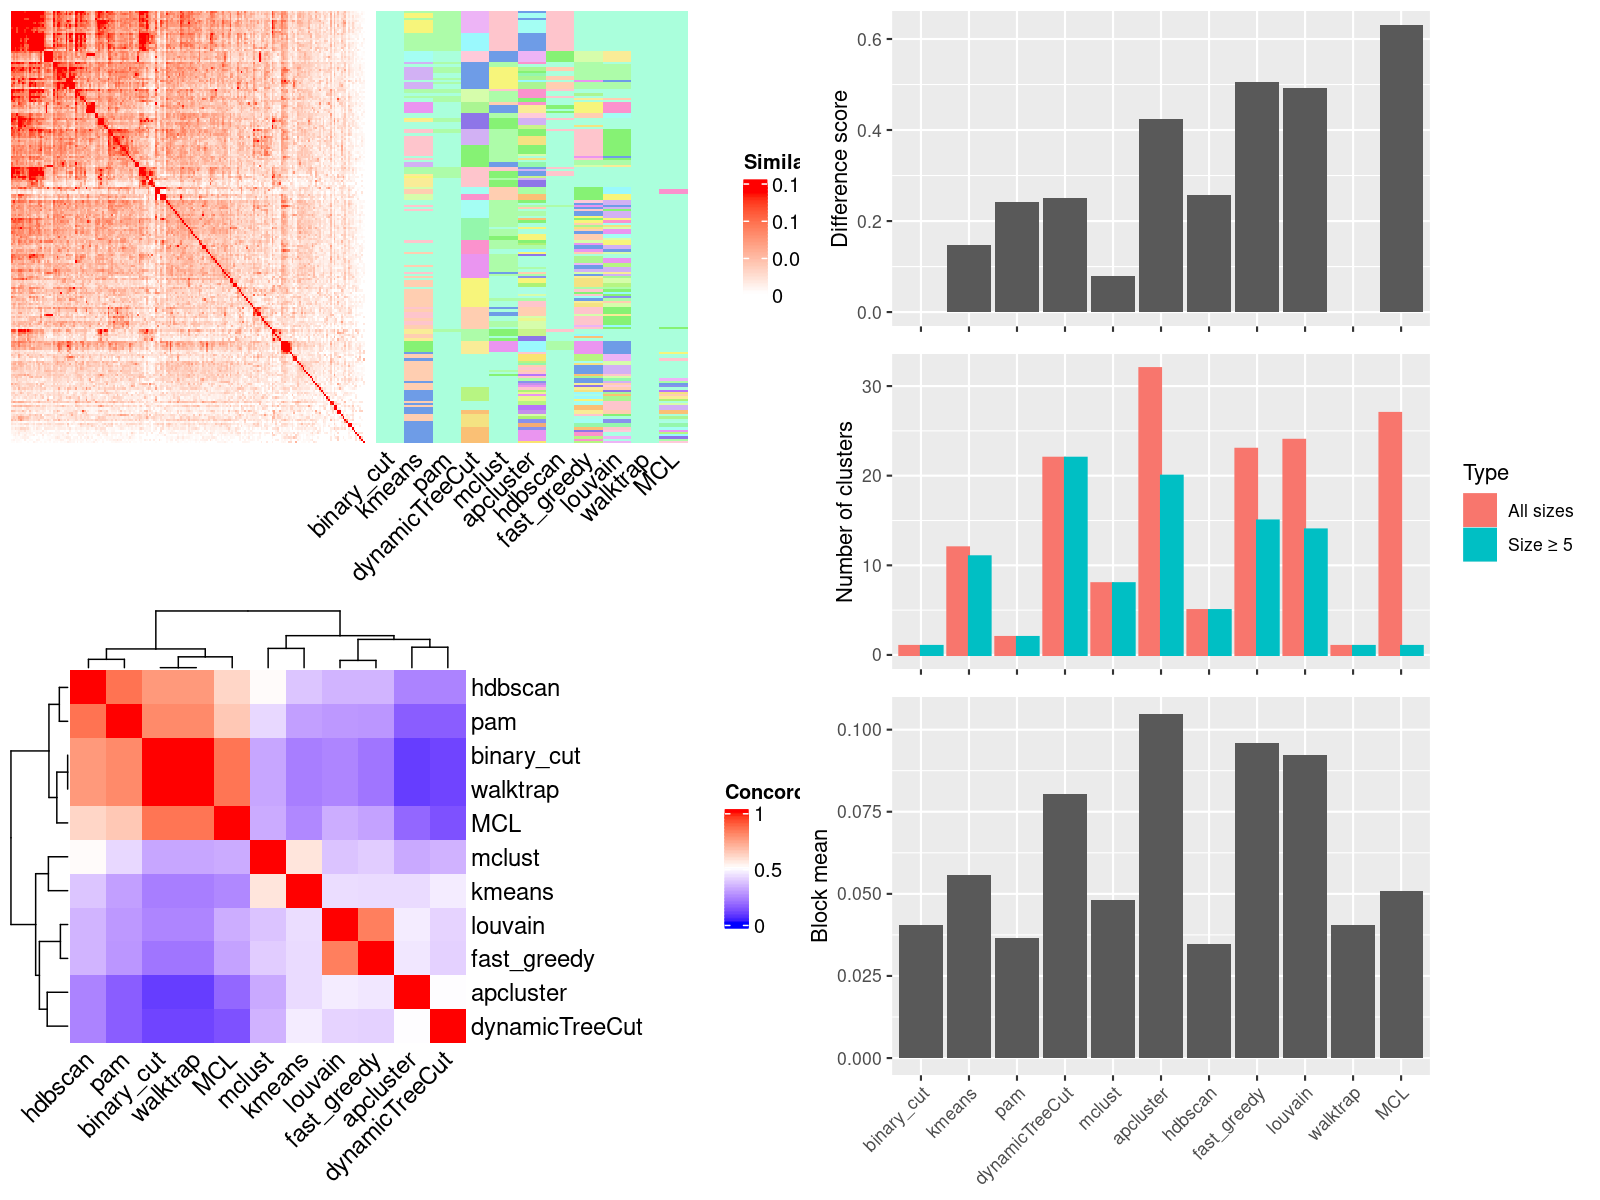 Simila
0.1
0.1
0.0
0
binary_cut
kmeans
pam
dynamicTreeCut
mclust
apcluster
hdbscan
fast_greedy
louvain
walktrap
MCL
hdbscan
pam
binary_cut
walktrap
MCL
mclust
kmeans
louvain
fast_greedy
apcluster
dynamicTreeCut
Concord
1
0.5
0
hdbscan
pam
binary_cut
walktrap
MCL
mclust
kmeans
louvain
fast_greedy
apcluster
dynamicTreeCut
Difference score
0.6
0.4
0.2
0.0
Number of clusters
30
20
10
0
Type
All sizes
Size ≥ 5
Block mean
0.100
0.075
0.050
0.025
0.000
binary_cut
kmeans
pam
dynamicTreeCut
mclust
apcluster
hdbscan
fast_greedy
louvain
walktrap
MCL